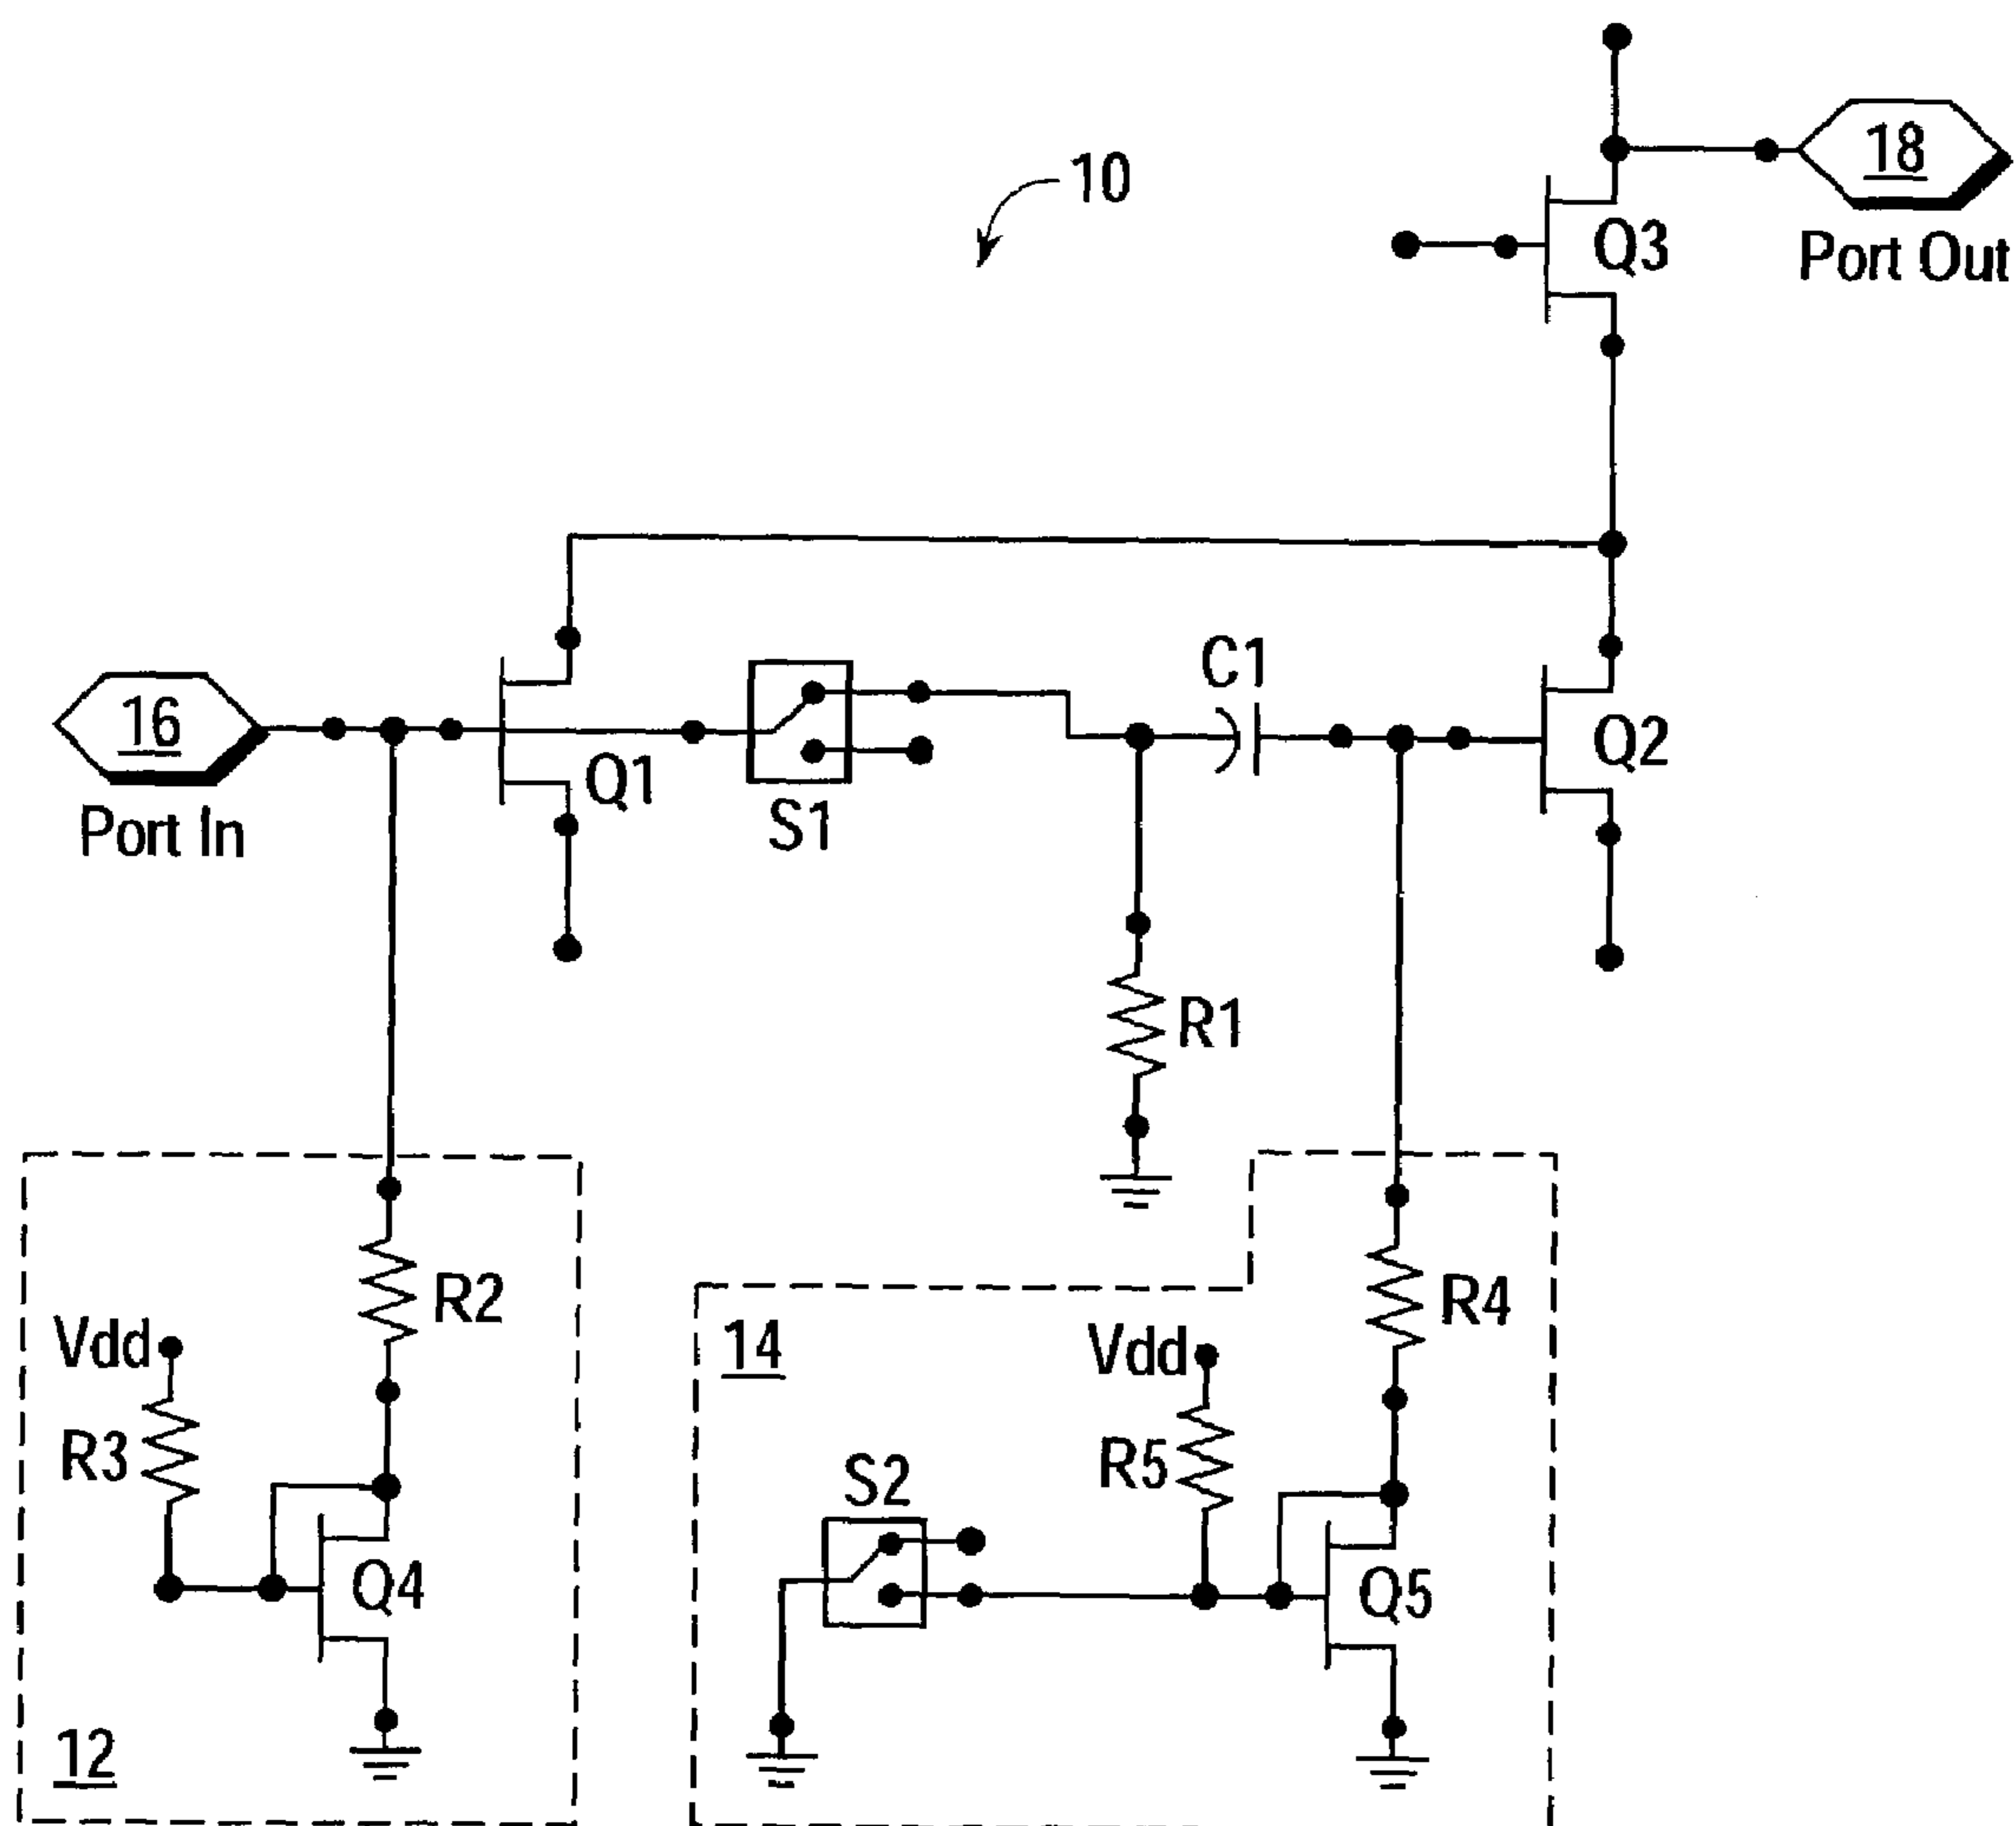 10
18
Q3
Port Out
16
Port In
Q1
S1
C1
Q2
R1
R2
R4
Vdd
R3
14
Vdd
R5
S2
Q4
Q5
12